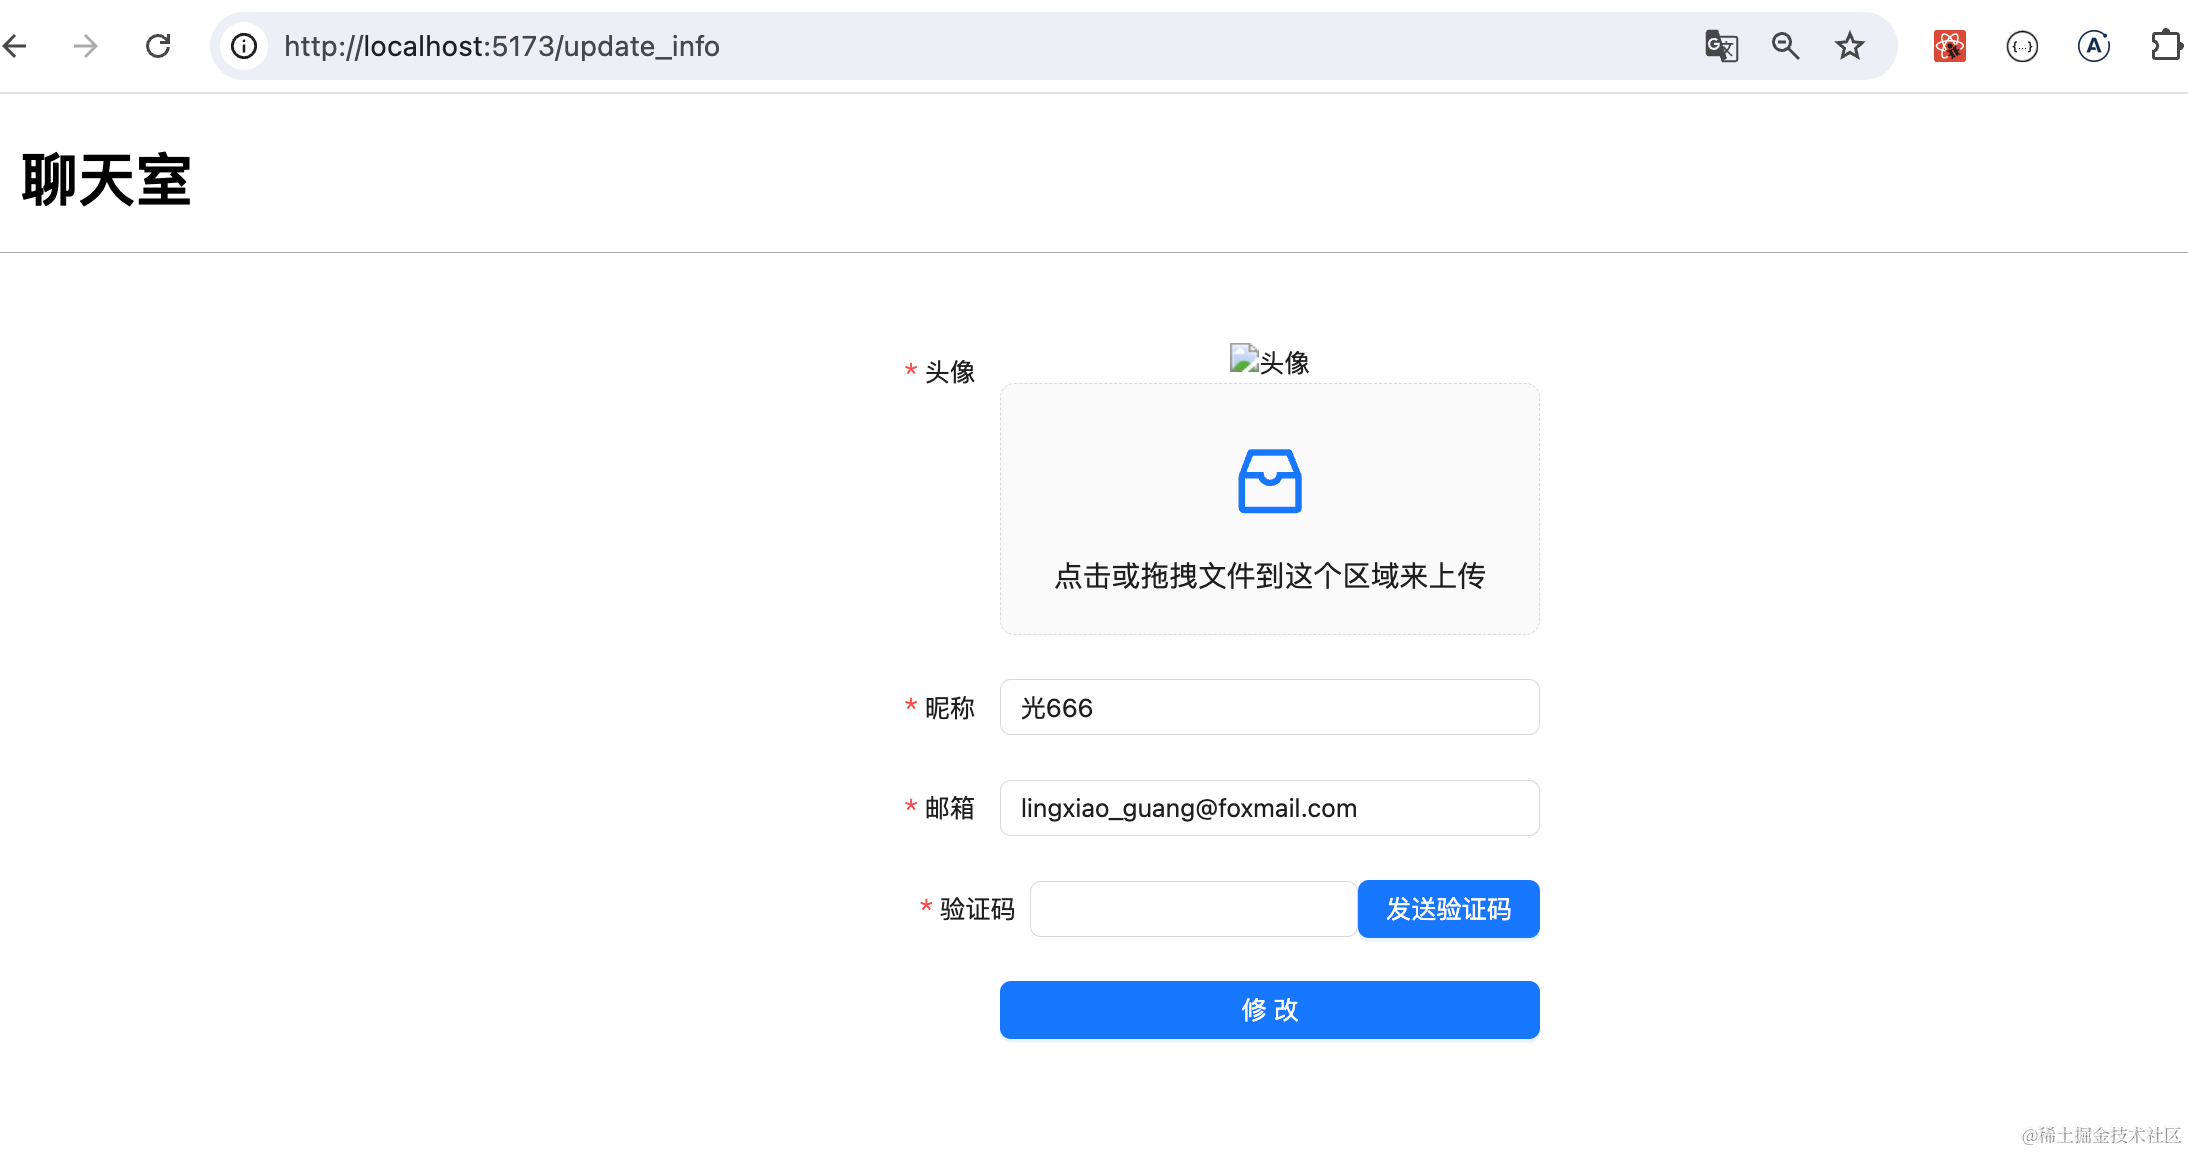 http://localhost:5173/update_info
聊天室
* 头像
头像
点击或拖拽文件到这个区域来上传
* 昵称 光666
* 邮箱 lingxiao_guang@foxmail.com
* 验证码 发送验证码
修 改
@稀土掘金技术社区